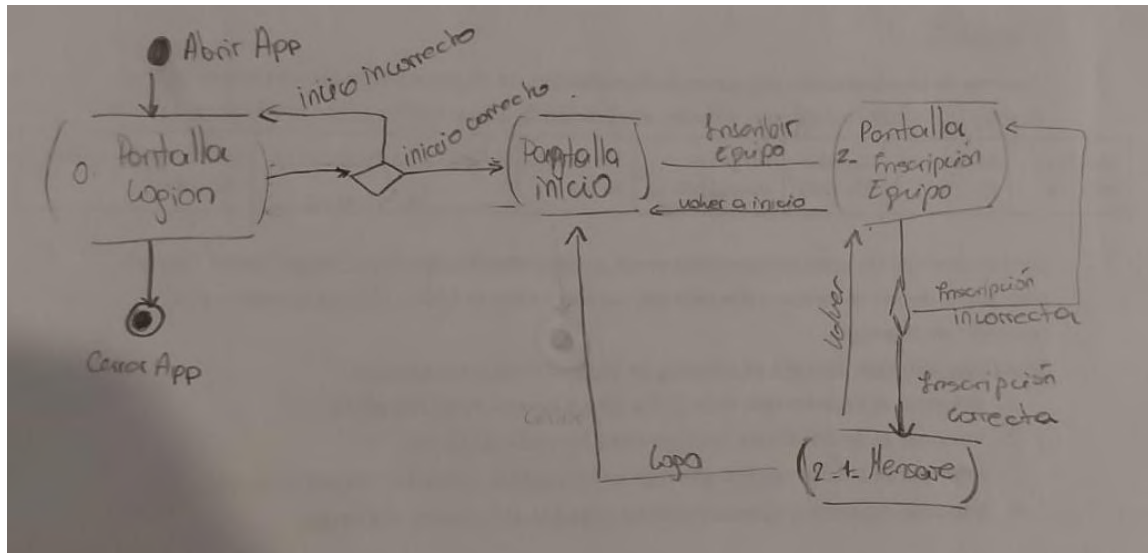 Abrir App
inicio incorrecto
0. Pantalla
Logion
inicio correcto
Pantalla
inicio
Inscribir
Equipo
volver a inicio
2- Pantalla
Inscripción
Equipo
Inscripción
incorrecta
Volver
Inscripción
correcta
Cerrar App
Logo
2-1- Mensaje